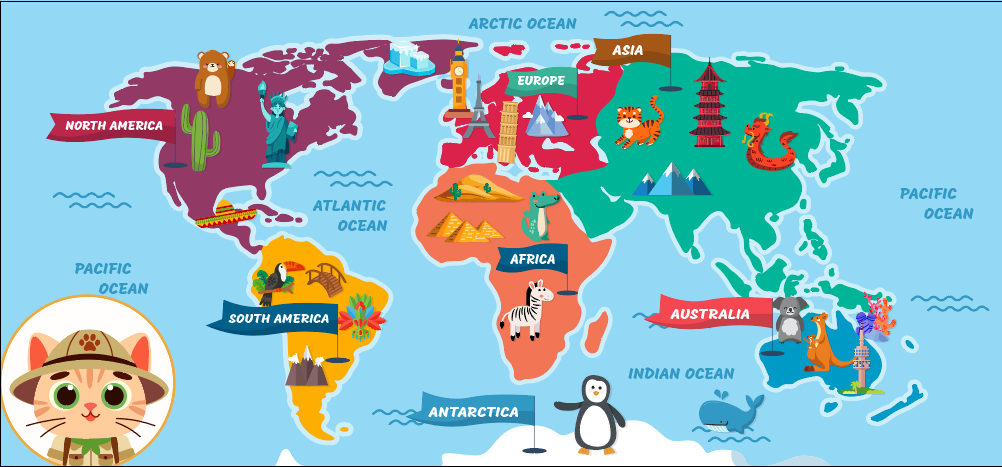 ARCTIC OCEAN
ASIA
EUROPE
NORTH AMERICA
ATLANTIC
OCEAN
PACIFIC
OCEAN
AFRICA
PACIFIC
OCEAN
SOUTH AMERICA
AUSTRALIA
INDIAN OCEAN
ANTARCTICA